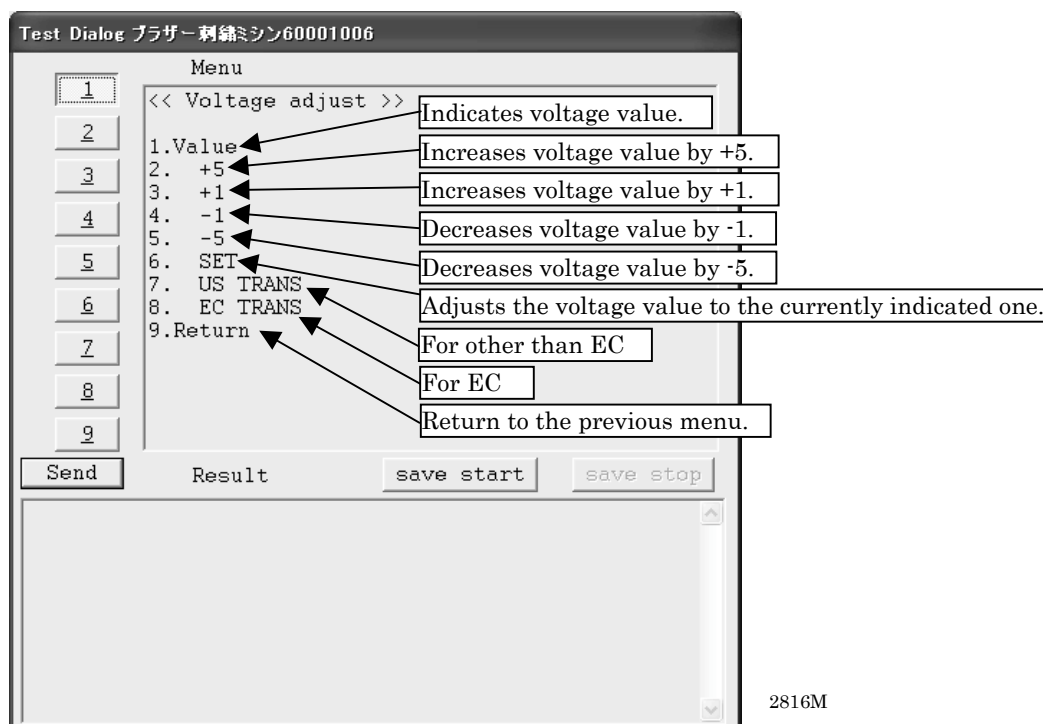 Test Dialog ブラザー刺繍ミシン60001006
Menu
1
2
3
4
5
6
7
8
9
<< Voltage adjust >>
1.Value
2. +5
3. +1
4. -1
5. -5
6. SET
7. US TRANS
8. EC TRANS
9.Return
Indicates voltage value.
Increases voltage value by +5.
Increases voltage value by +1.
Decreases voltage value by -1.
Decreases voltage value by -5.
Adjusts the voltage value to the currently indicated one.
For other than EC
For EC
Return to the previous menu.
Send
Result
save start
save stop
2816M